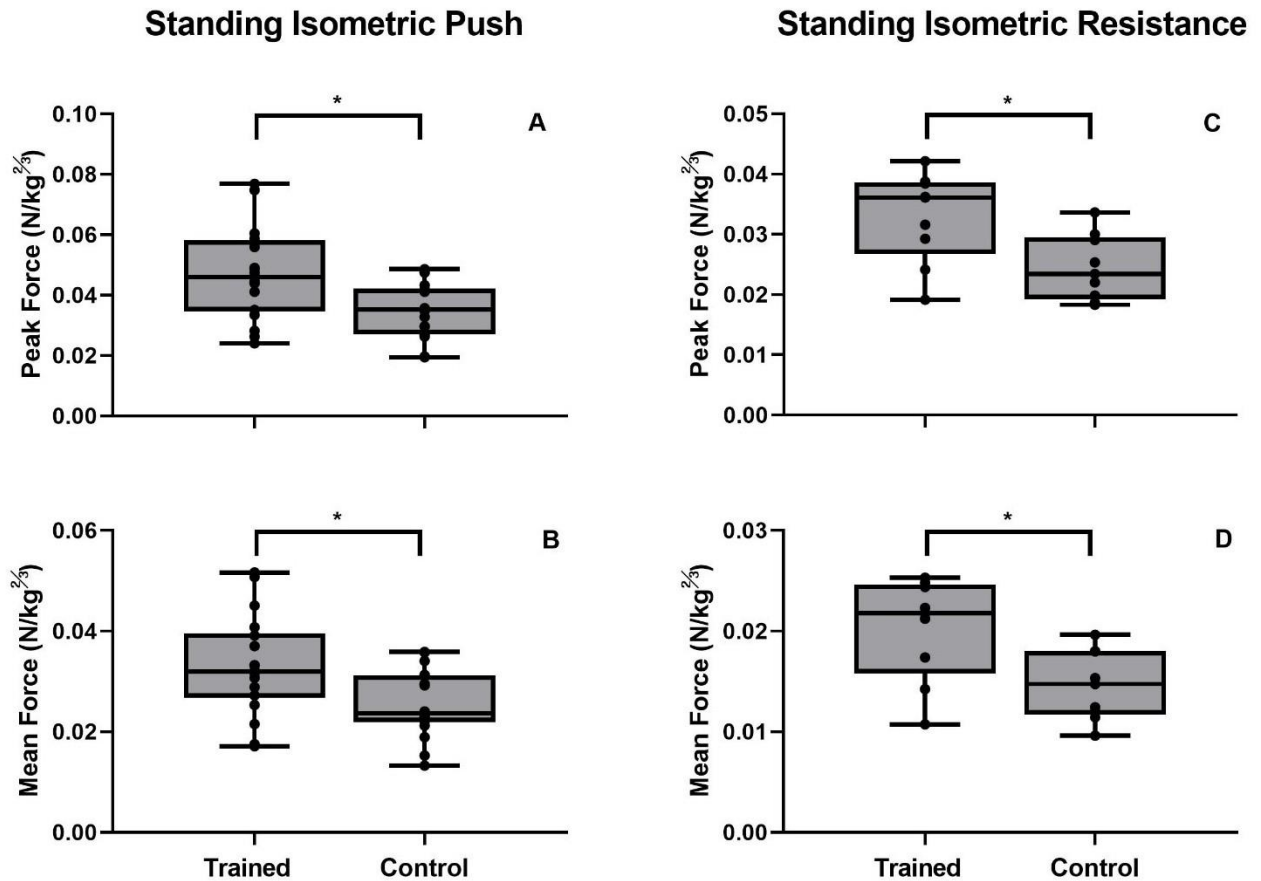 Standing Isometric Push
Standing Isometric Resistance
*
A
0.10
0.08
0.06
0.04
0.02
0.00
Peak Force (N/kg⅔)
*
C
0.05
0.04
0.03
0.02
0.01
0.00
Peak Force (N/kg⅔)
*
B
0.06
0.04
0.02
0.00
Mean Force (N/kg⅔)
Trained
Control
*
D
0.03
0.02
0.01
0.00
Mean Force (N/kg⅔)
Trained
Control